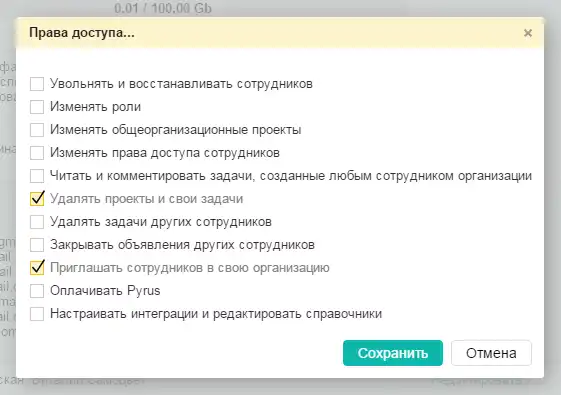 0.01 / 100,00 Gb
Права доступа...
Увольнять и восстанавливать сотрудников
Изменять роли
Изменять общеорганизационные проекты
Изменять права доступа сотрудников
Читать и комментировать задачи, созданные любым сотрудником организации
Удалять проекты и свои задачи
Удалять задачи других сотрудников
Закрывать объявления других сотрудников
Приглашать сотрудников в свою организацию
Оплачивать Pyrus
Настраивать интеграции и редактировать справочники
Сохранить
Отмена